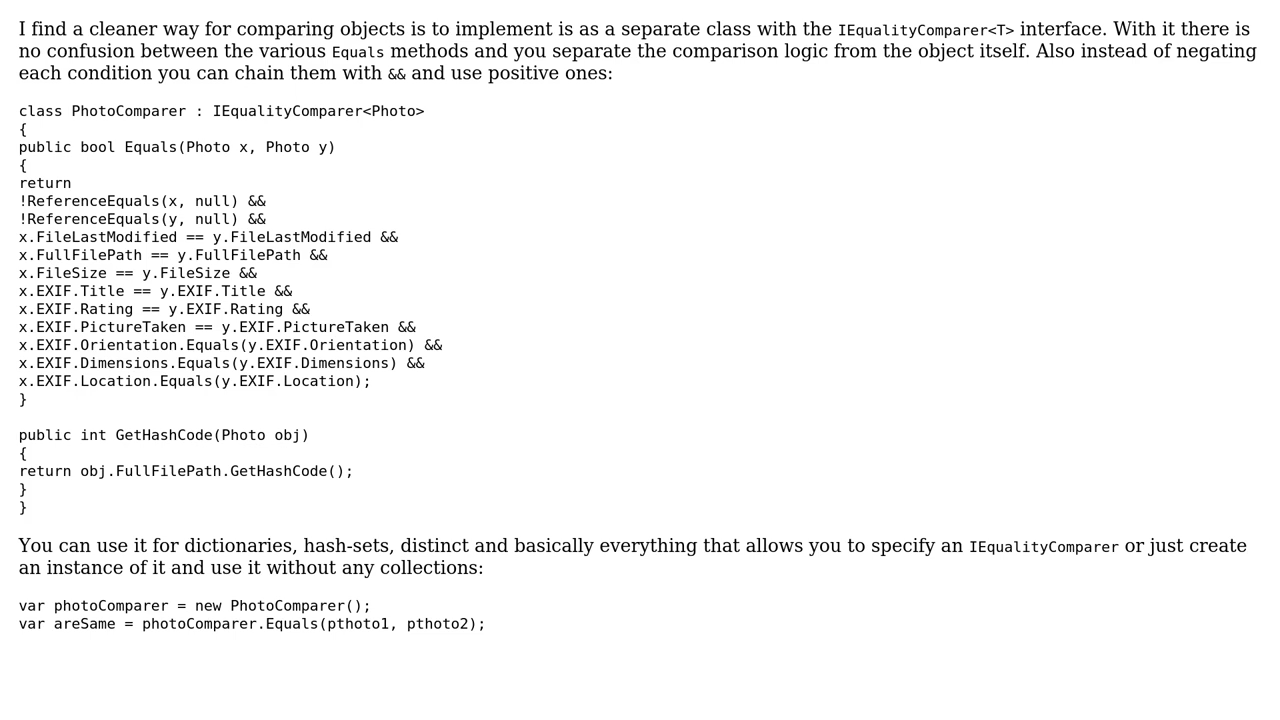 I find a cleaner way for comparing objects is to implement is as a separate class with the IEqualityComparer<T> interface. With it there is
no confusion between the various Equals methods and you separate the comparison logic from the object itself. Also instead of negating
each condition you can chain them with && and use positive ones:
class PhotoComparer : IEqualityComparer<Photo>
{
public bool Equals(Photo x, Photo y)
{
return
!ReferenceEquals(x, null) &&
!ReferenceEquals(y, null) &&
x.FileLastModified == y.FileLastModified &&
x.FullFilePath == y.FullFilePath &&
x.FileSize == y.FileSize &&
x.EXIF.Title == y.EXIF.Title &&
x.EXIF.Rating == y.EXIF.Rating &&
x.EXIF.PictureTaken == y.EXIF.PictureTaken &&
x.EXIF.Orientation.Equals(y.EXIF.Orientation) &&
x.EXIF.Dimensions.Equals(y.EXIF.Dimensions) &&
x.EXIF.Location.Equals(y.EXIF.Location);
}
public int GetHashCode(Photo obj)
{
return obj.FullFilePath.GetHashCode();
}
}
You can use it for dictionaries, hash-sets, distinct and basically everything that allows you to specify an IEqualityComparer or just create
an instance of it and use it without any collections:
var photoComparer = new PhotoComparer();
var areSame = photoComparer.Equals(pthoto1, pthoto2);